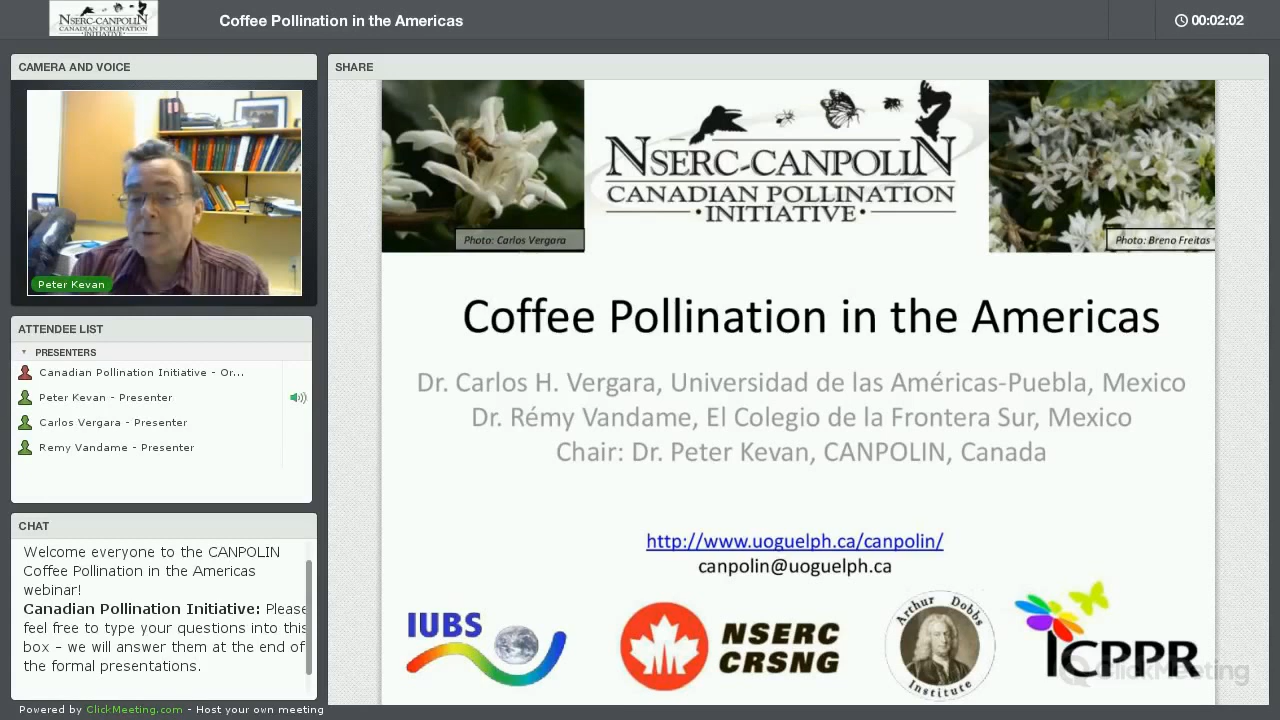 NSERC-CANPOLIN
CANADIAN POLLINATION
INITIATIVE
Coffee Pollination in the Americas
00:02:02
CAMERA AND VOICE
Peter Kevan
ATTENDEE LIST
PRESENTERS
Canadian Pollination Initiative - Or...
Peter Kevan - Presenter
Carlos Vergara - Presenter
Remy Vandame - Presenter
CHAT
Welcome everyone to the CANPOLIN
Coffee Pollination in the Americas
webinar!
Canadian Pollination Initiative: Please
feel free to type your questions into this
box - we will answer them at the end of
the formal presentations.
Powered by ClickMeeting.com - Host your own meeting
SHARE
Photo: Carlos Vergara
NSERC-CANPOLIN
CANADIAN POLLINATION
•INITIATIVE•
Photo: Breno Freitas
Coffee Pollination in the Americas
Dr. Carlos H. Vergara, Universidad de las Américas-Puebla, Mexico
Dr. Rémy Vandame, El Colegio de la Frontera Sur, Mexico
Chair: Dr. Peter Kevan, CANPOLIN, Canada
http://www.uoguelph.ca/canpolin/
canpolin@uoguelph.ca
IUBS
NSERC
CRSNG
Arthur Dobbs
Institute
ICPPR
ClickMeeting